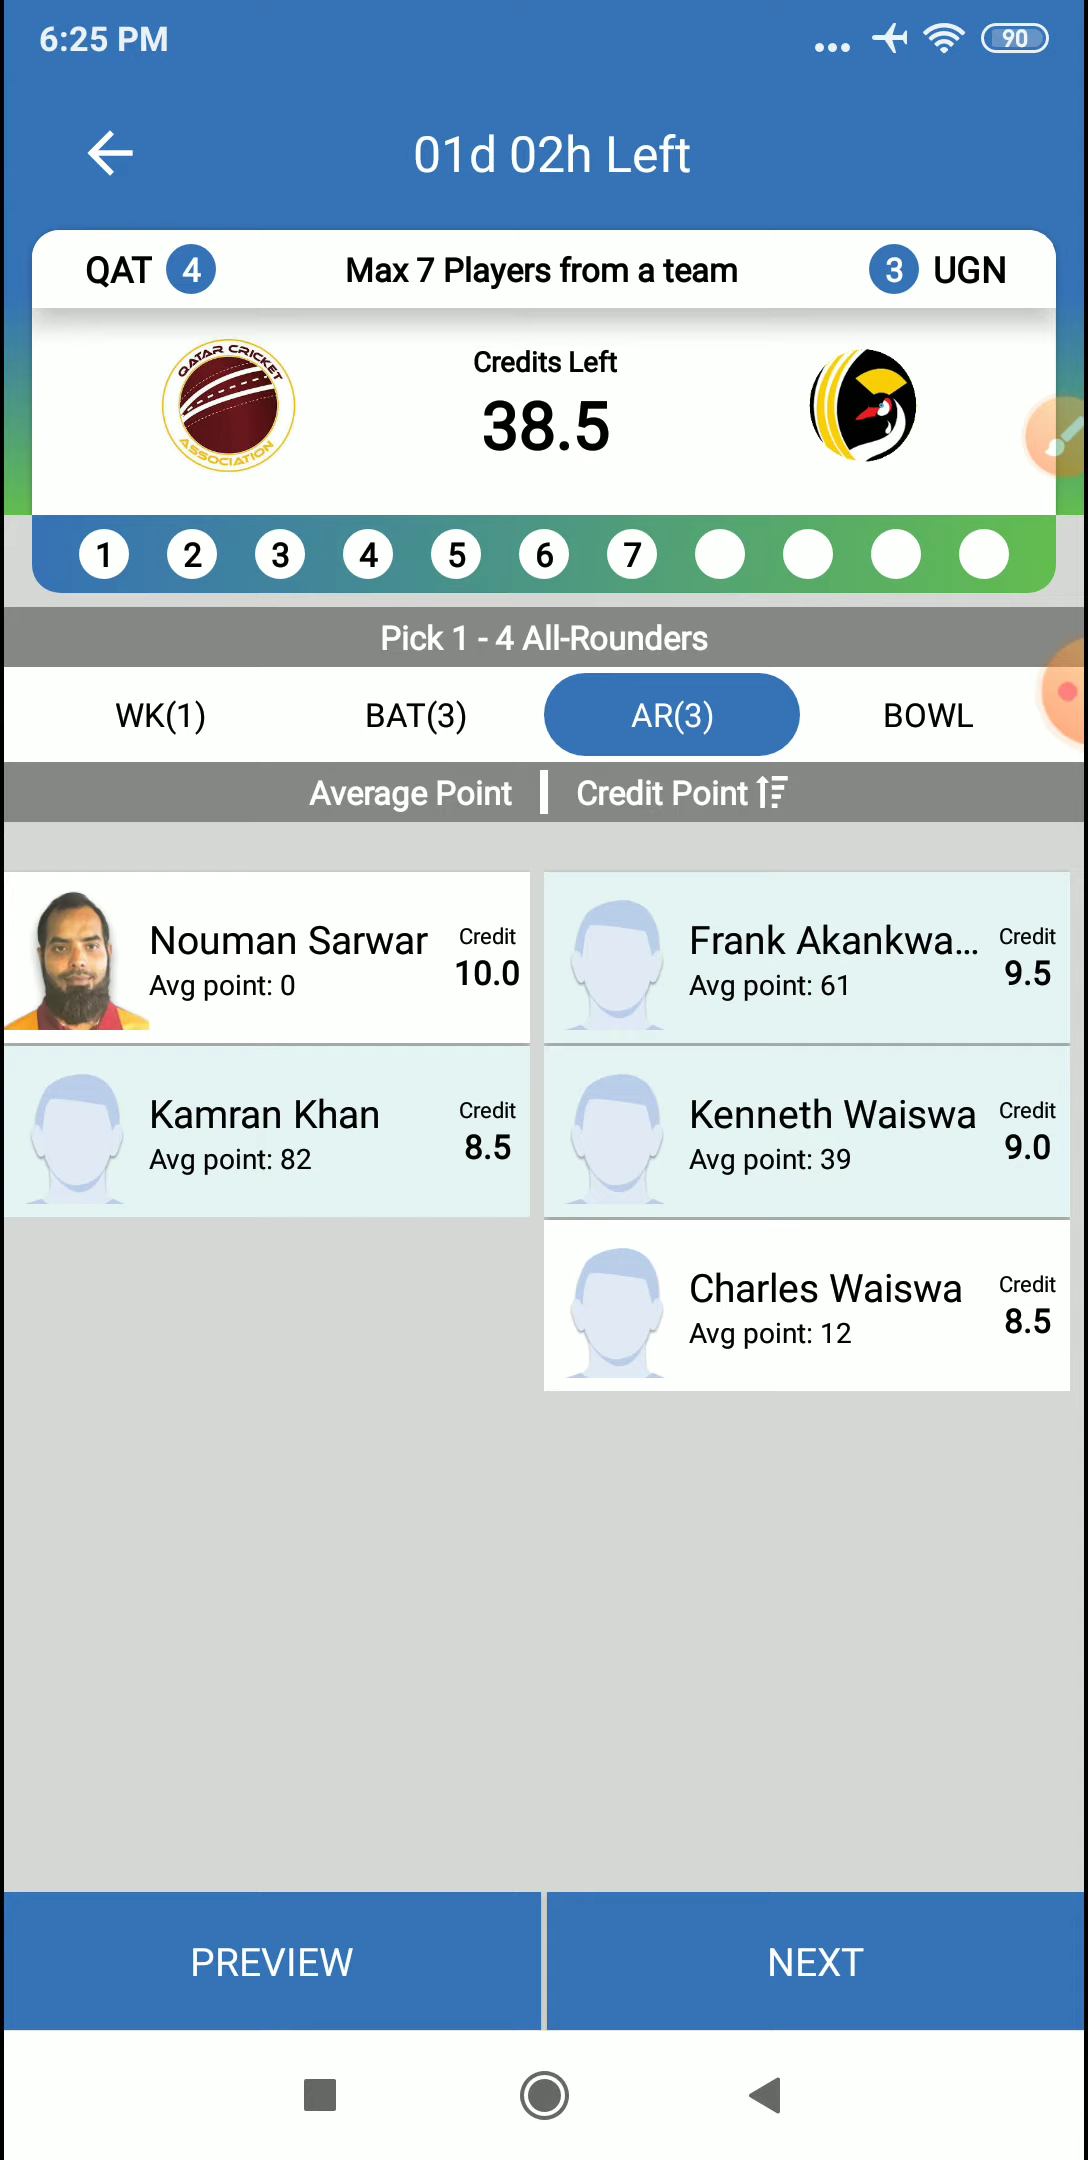 6:25 PM
90
01d 02h Left
QAT 4 Max 7 Players from a team 3 UGN
QATAR CRICKET
ASSOCIATION
Credits Left
38.5
1 2 3 4 5 6 7
Pick 1 - 4 All-Rounders
WK(1) BAT(3) AR(3) BOWL
Average Point Credit Point
Nouman Sarwar Credit
Avg point: 0 10.0
Frank Akankwa... Credit
Avg point: 61 9.5
Kamran Khan Credit
Avg point: 82 8.5
Kenneth Waiswa Credit
Avg point: 39 9.0
Charles Waiswa Credit
Avg point: 12 8.5
PREVIEW NEXT